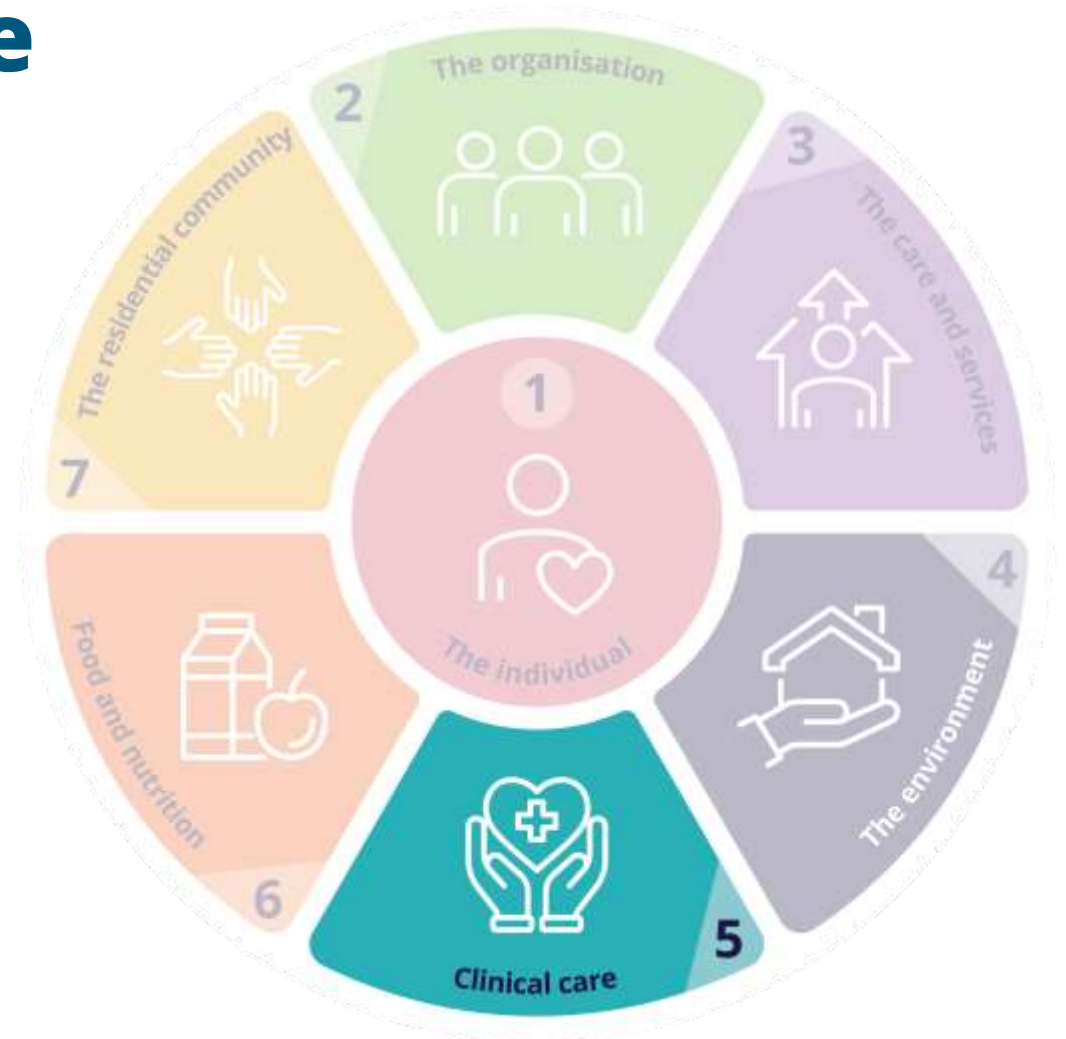 e
2
The organisation
3
The care and services
4
The environment
5
Clinical care
6
Food and nutrition
7
The residential community
1
The individual